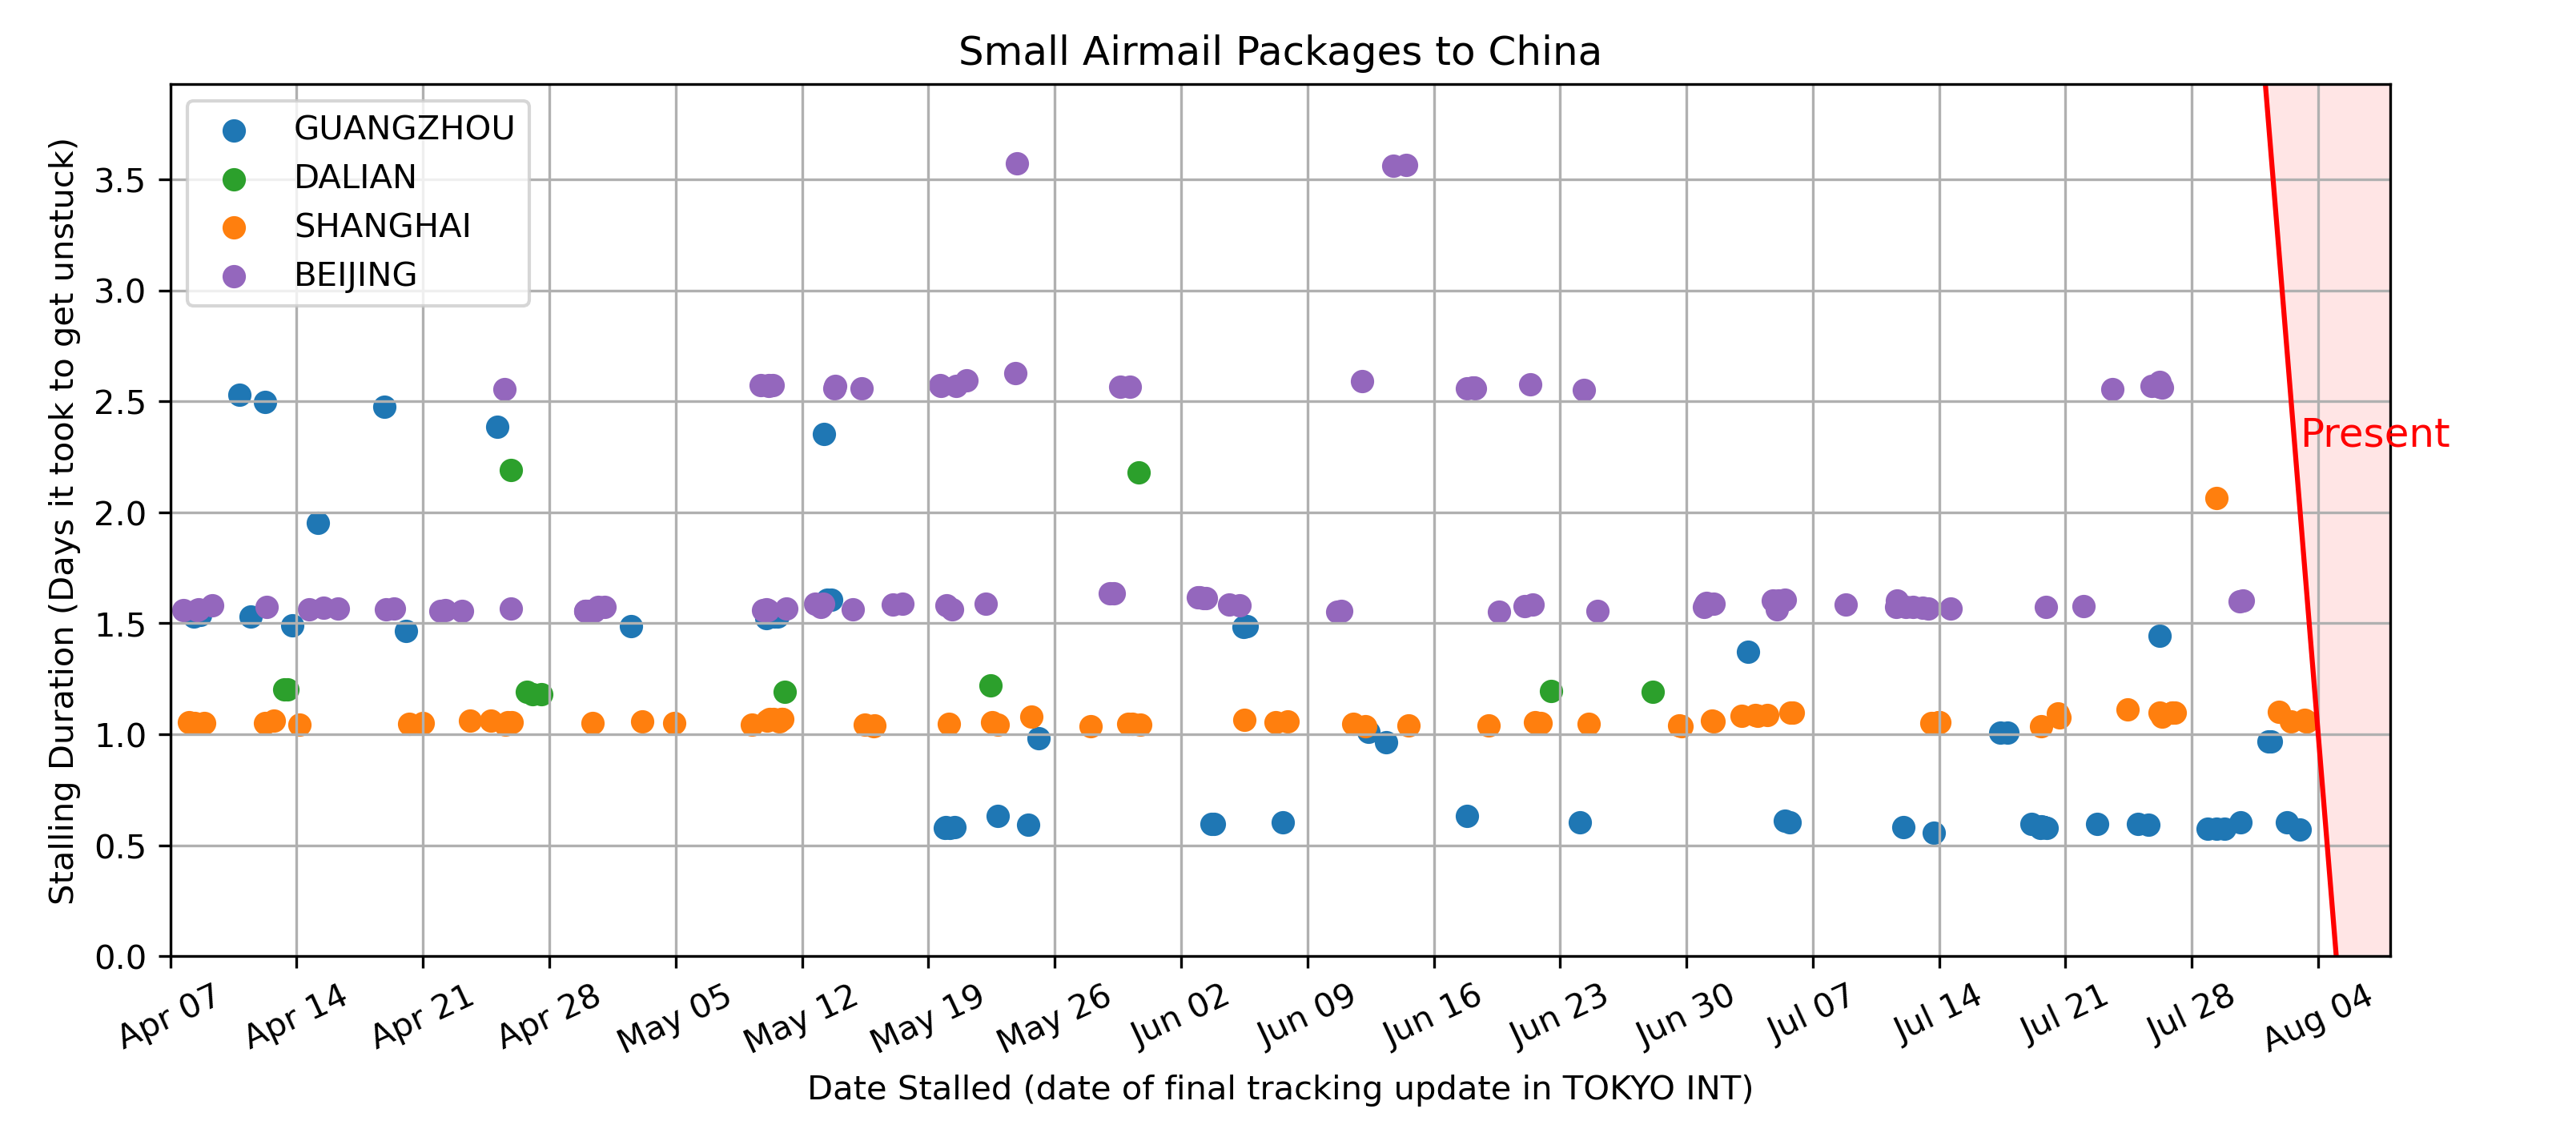 Small Airmail Packages to China
Stalling Duration (Days it took to get unstuck)
3.5
3.0
2.5
2.0
1.5
1.0
0.5
0.0
GUANGZHOU
DALIAN
SHANGHAI
BEIJING
Present
Apr 07
Apr 14
Apr 21
Apr 28
May 05
May 12
May 19
May 26
Jun 02
Jun 09
Jun 16
Jun 23
Jun 30
Jul 07
Jul 14
Jul 21
Jul 28
Aug 04
Date Stalled (date of final tracking update in TOKYO INT)